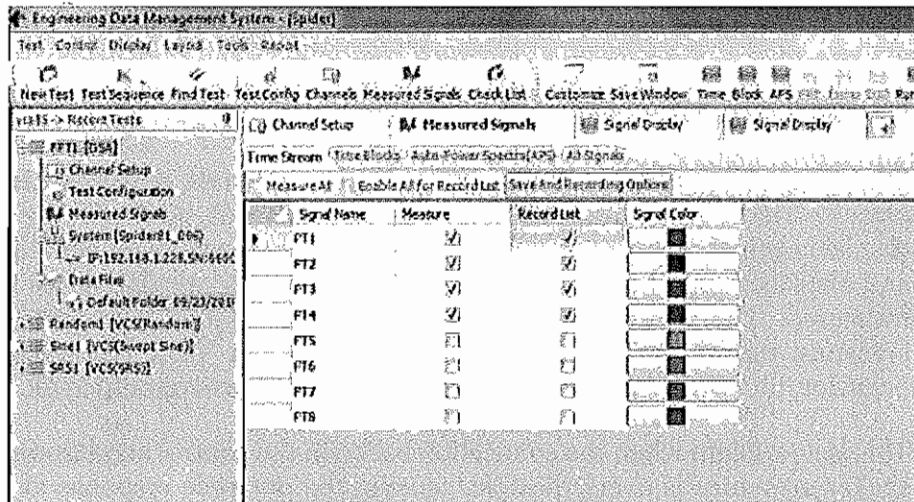 Engineering Data Management System - [spider]
Test Control Display Layout Tools Report
New Test Test Sequence Find Test Test Config Channels Measured Signals Check List Customize Save Window Time Block APS
-> Recent Tests
Channel Setup Measured Signals Signal Display Signal Display
FFT1 [DSA]
Time Stream Time Blocks Auto-Power Spectra(APS) All Signals
Channel Setup
Measure All Enable All for Record List Save And Recording Options
Test Configuration
Measured Signals
System
Data Files
Default Folder
Random1 [VCS(Random)]
Sine1 [VCS(Swept Sine)]
SRS1 [VCS(SRS)]
Signal Name Measure Record List Signal Color
FT1
FT2
FT3
FT4
FT5
FT6
FT7
FT8